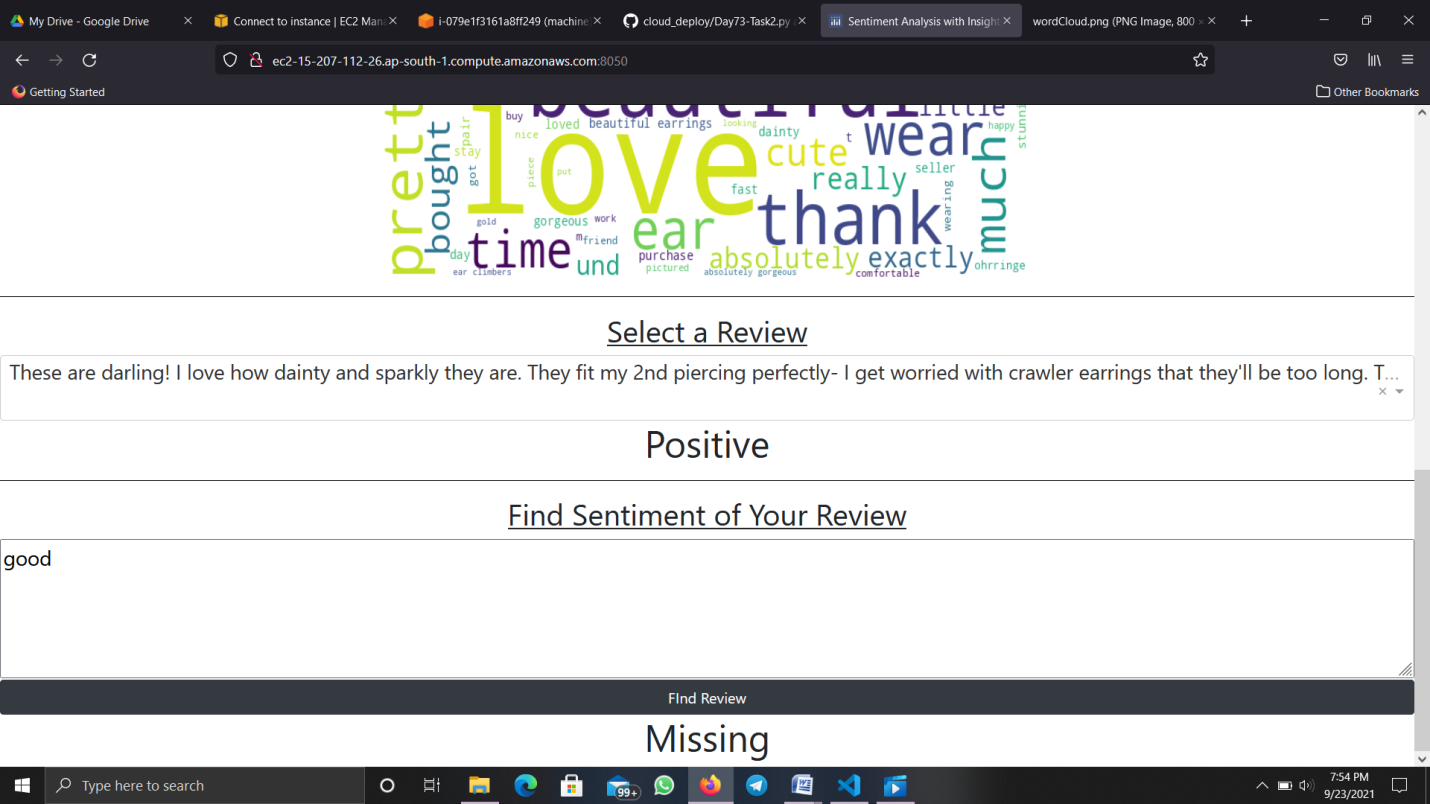 My Drive - Google Drive
Connect to instance | EC2 Mana
i-079e1f3161a8ff249 (machine
cloud_deploy/Day73-Task2.py a
Sentiment Analysis with Insight
wordCloud.png (PNG Image, 800 ×
ec2-15-207-112-26.ap-south-1.compute.amazonaws.com:8050
Getting Started
Other Bookmarks
beautiful
little
prett
bought
pair
buy
loved
beautiful earrings
looking
dainty
t
wear
happy
stunni
nice
stay
love
cute
much
got
piece
put
fast
really
seller
wearing
gold
gorgeous
work
ear
thank
day
time
m
friend
und
purchase
pictured
absolutely
exactly
ohrringe
ear climbers
absolutely gorgeous
comfortable
Select a Review
These are darling! I love how dainty and sparkly they are. They fit my 2nd piercing perfectly- I get worried with crawler earrings that they'll be too long. T...
Positive
Find Sentiment of Your Review
good
FInd Review
Missing
Type here to search
99+
7:54 PM
9/23/2021